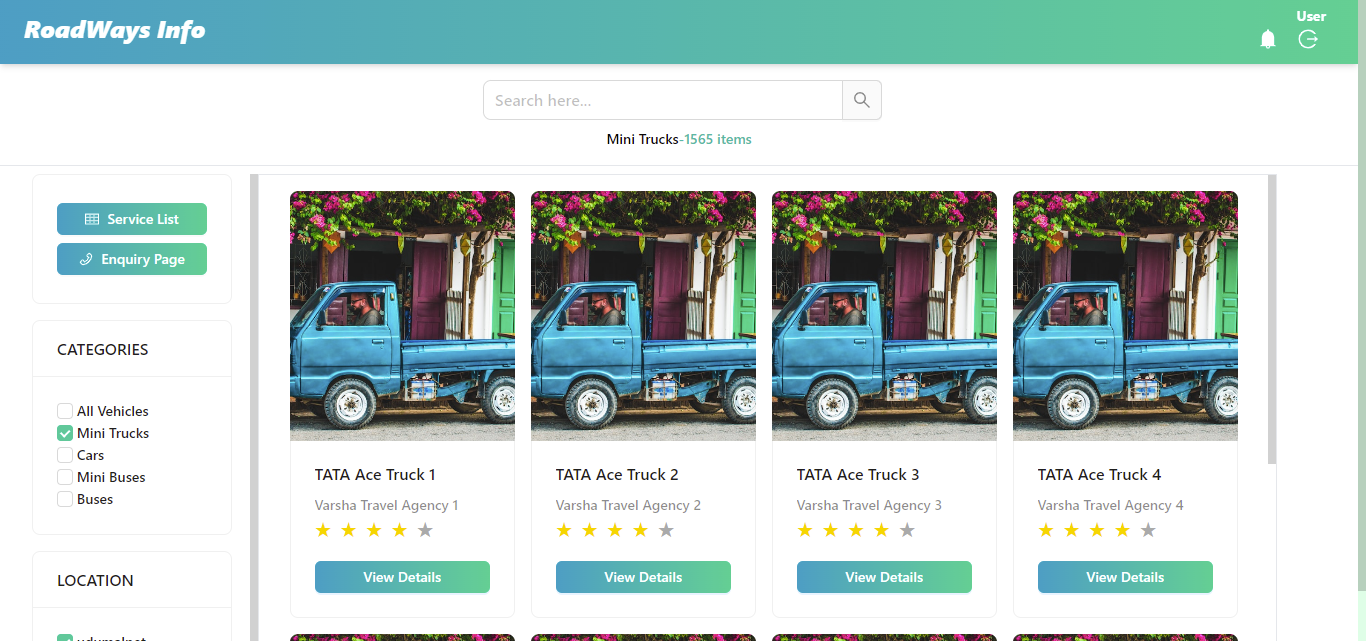 RoadWays Info
User
Search here...
Mini Trucks-1565 items
Service List
Enquiry Page
CATEGORIES
All Vehicles
Mini Trucks
Cars
Mini Buses
Buses
LOCATION
TATA Ace Truck 1
Varsha Travel Agency 1
View Details
TATA Ace Truck 2
Varsha Travel Agency 2
View Details
TATA Ace Truck 3
Varsha Travel Agency 3
View Details
TATA Ace Truck 4
Varsha Travel Agency 4
View Details